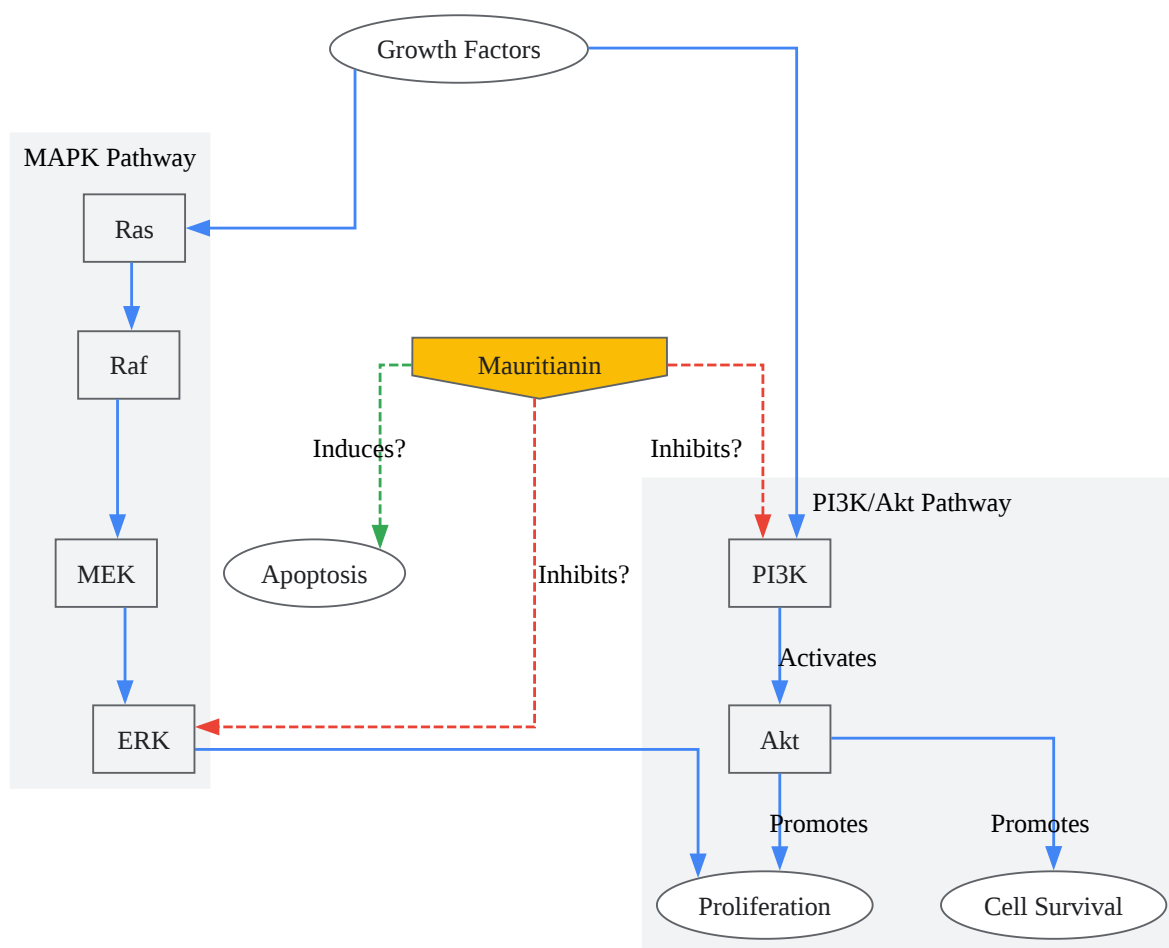 Growth Factors
MAPK Pathway
Ras
Raf
Mauritianin
Induces?
Inhibits?
PI3K/Akt Pathway
MEK
Apoptosis
Inhibits?
PI3K
Activates
ERK
Akt
Promotes
Promotes
Proliferation
Cell Survival